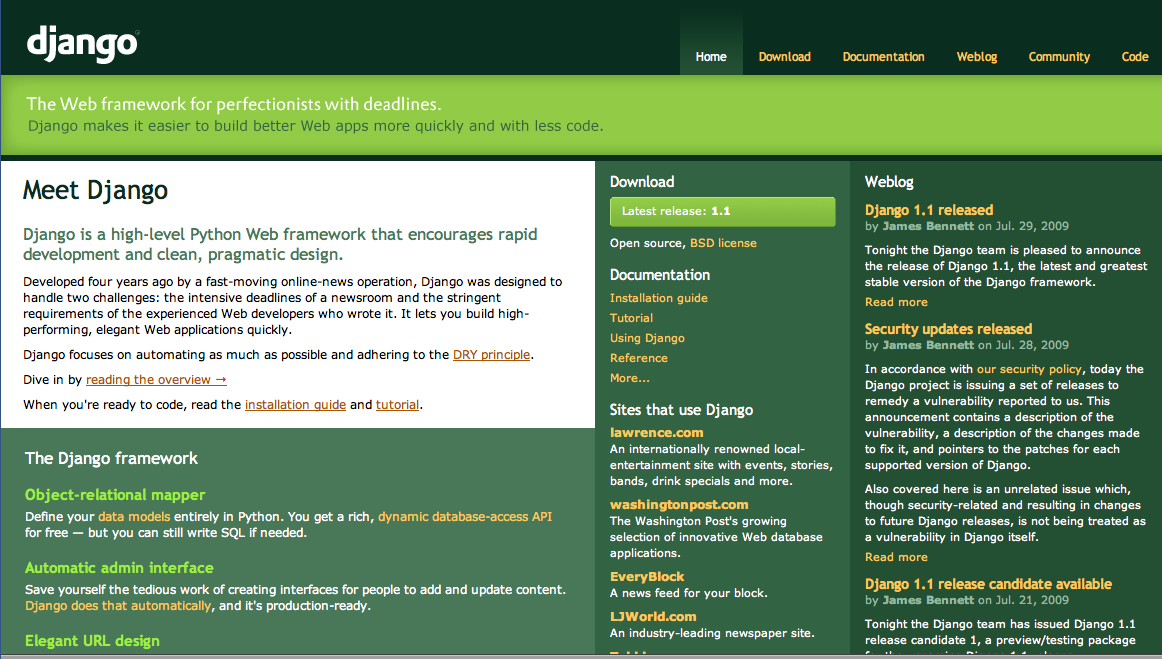 django
Home
Download
Documentation
Weblog
Community
Code
The Web framework for perfectionists with deadlines.
Django makes it easier to build better Web apps more quickly and with less code.
Meet Django
Django is a high-level Python Web framework that encourages rapid
development and clean, pragmatic design.
Developed four years ago by a fast-moving online-news operation, Django was designed to
handle two challenges: the intensive deadlines of a newsroom and the stringent
requirements of the experienced Web developers who wrote it. It lets you build high-
performing, elegant Web applications quickly.
Django focuses on automating as much as possible and adhering to the DRY principle.
Dive in by reading the overview →
When you're ready to code, read the installation guide and tutorial.
The Django framework
Object-relational mapper
Define your data models entirely in Python. You get a rich, dynamic database-access API
for free — but you can still write SQL if needed.
Automatic admin interface
Save yourself the tedious work of creating interfaces for people to add and update content.
Django does that automatically, and it's production-ready.
Elegant URL design
Download
Latest release: 1.1
Open source, BSD license
Documentation
Installation guide
Tutorial
Using Django
Reference
More...
Sites that use Django
lawrence.com
An internationally renowned local-
entertainment site with events, stories,
bands, drink specials and more.
washingtonpost.com
The Washington Post's growing
selection of innovative Web database
applications.
EveryBlock
A news feed for your block.
LJWorld.com
An industry-leading newspaper site.
Weblog
Django 1.1 released
by James Bennett on Jul. 29, 2009
Tonight the Django team is pleased to announce
the release of Django 1.1, the latest and greatest
stable version of the Django framework.
Read more
Security updates released
by James Bennett on Jul. 28, 2009
In accordance with our security policy, today the
Django project is issuing a set of releases to
remedy a vulnerability reported to us. This
announcement contains a description of the
vulnerability, a description of the changes made
to fix it, and pointers to the patches for each
supported version of Django.
Also covered here is an unrelated issue which,
though security-related and resulting in changes
to future Django releases, is not being treated as
a vulnerability in Django itself.
Read more
Django 1.1 release candidate available
by James Bennett on Jul. 21, 2009
Tonight the Django team has issued Django 1.1
release candidate 1, a preview/testing package